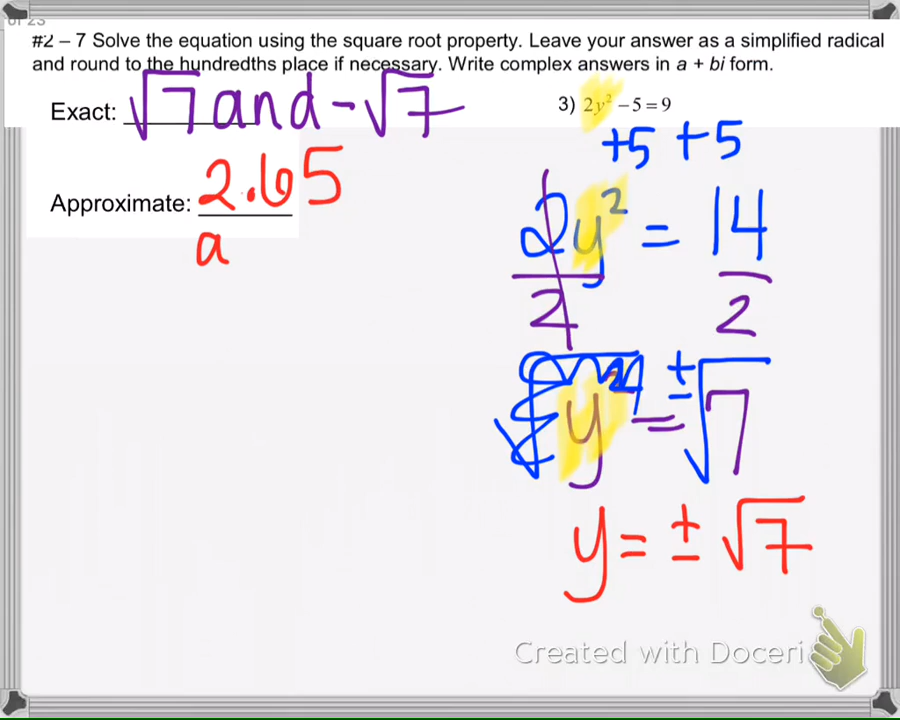 of 23
#2 – 7 Solve the equation using the square root property. Leave your answer as a simplified radical
and round to the hundredths place if necessary. Write complex answers in a + bi form.
Exact: √7 and -√7
3) 2y² – 5 = 9
+5 +5
Approximate: 2.65
a
2y² = 14
2 2
√y² = ±√7
y = ± √7
Created with Doceri